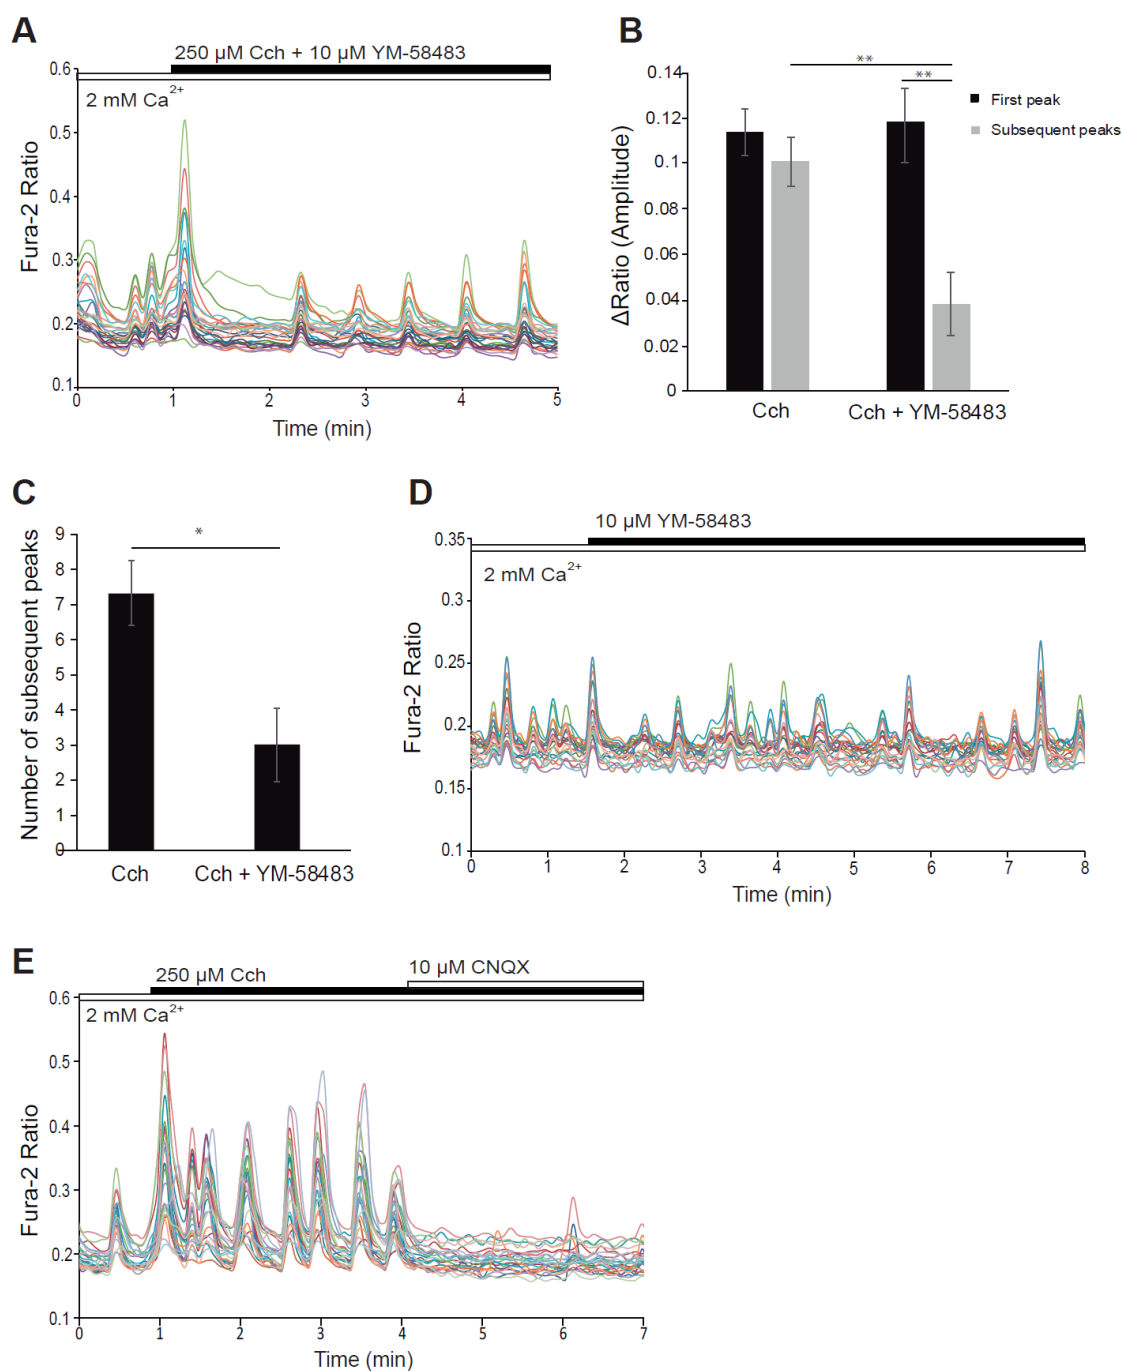 A
250 µM Cch + 10 µM YM-58483
2 mM Ca2+
0.6
0.5
0.4
0.3
0.2
0.1
Fura-2 Ratio
0 1 2 3 4 5
Time (min)
B
**
**
0.14
0.12
0.1
0.08
0.06
0.04
0.02
0
ΔRatio (Amplitude)
First peak
Subsequent peaks
Cch Cch + YM-58483
C
*
9
8
7
6
5
4
3
2
1
0
Number of subsequent peaks
Cch Cch + YM-58483
D
10 µM YM-58483
2 mM Ca2+
0.35
0.3
0.25
0.2
0.15
0.1
Fura-2 Ratio
0 1 2 3 4 5 6 7 8
Time (min)
E
250 µM Cch
10 µM CNQX
2 mM Ca2+
0.6
0.5
0.4
0.3
0.2
0.1
Fura-2 Ratio
0 1 2 3 4 5 6 7
Time (min)